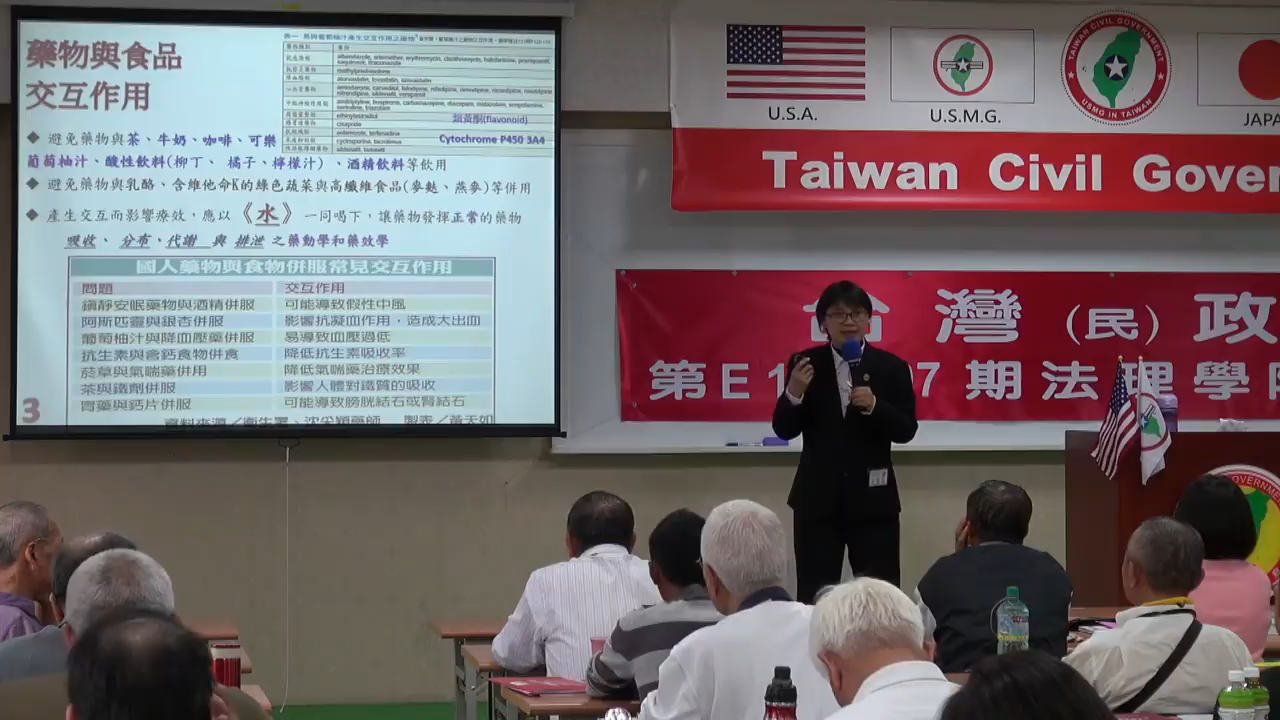 藥物與食品
交互作用
◆ 避免藥物與茶、牛奶、咖啡、可樂
葡萄柚汁、酸性飲料(柳丁、橘子、檸檬汁)、酒精飲料等飲用
◆ 避免藥物與乳酪、含維他命K的綠色蔬菜與高纖維食品(麥麩、燕麥)等併用
◆ 產生交互而影響療效,應以《水》一同喝下,讓藥物發揮正常的藥物
吸收、分布、代謝 與 排泄之藥動學和藥效學
類黃酮(flavonoid)
Cytochrome P450 3A4
methylprednisolone
ethinylestradiol
cisapride
國人藥物與食物併服常見交互作用
問題 交互作用
鎮靜安眠藥物與酒精併服 可能導致假性中風
阿斯匹靈與銀杏併服 影響抗凝血作用,造成大出血
葡萄柚汁與降血壓藥併服 易導致血壓過低
抗生素與含鈣食物併食 降低抗生素吸收率
菸草與氣喘藥併用 降低氣喘藥治療效果
茶與鐵劑併服 影響人體對鐵質的吸收
胃藥與鈣片併服 可能導致膀胱結石或腎結石
3
U.S.A.
U.S.M.G.
TAIWAN CIVIL GOVERNMENT
USMG IN TAIWAN
JAPA
Taiwan Civil Gover
台灣(民)政
第E1 07期法理學院